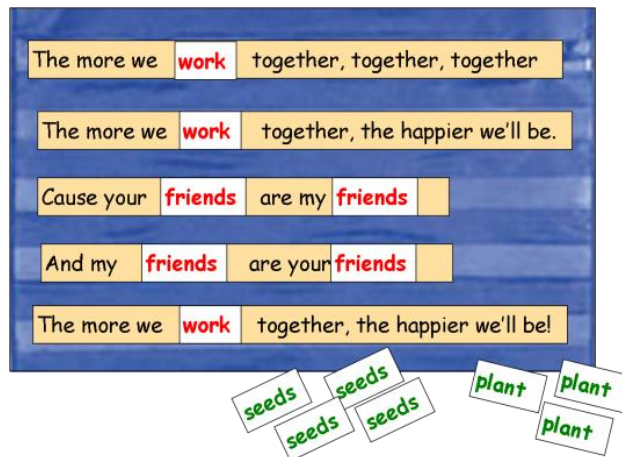 The more we work together, together, together
The more we work together, the happier we'll be.
Cause your friends are my friends
And my friends are your friends
The more we work together, the happier we'll be!
seeds seeds plant plant
seeds seeds plant